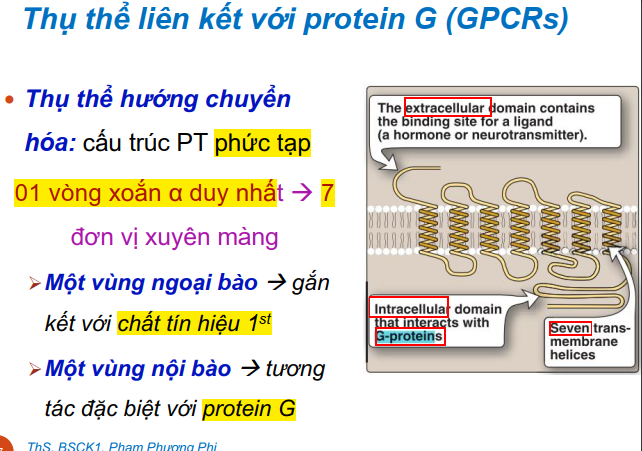 Thụ thể liên kết với protein G (GPCRs)
• Thụ thể hướng chuyển
hóa: cấu trúc PT phức tạp
01 vòng xoắn α duy nhất → 7
đơn vị xuyên màng
➢ Một vùng ngoại bào → gắn
kết với chất tín hiệu 1st
➢ Một vùng nội bào → tương
tác đặc biệt với protein G
The extracellular domain contains
the binding site for a ligand
(a hormone or neurotransmitter).
Intracellular domain
that interacts with
G-proteins
Seven trans-
membrane
helices
ThS. BSCK1. Phạm Phương Phi